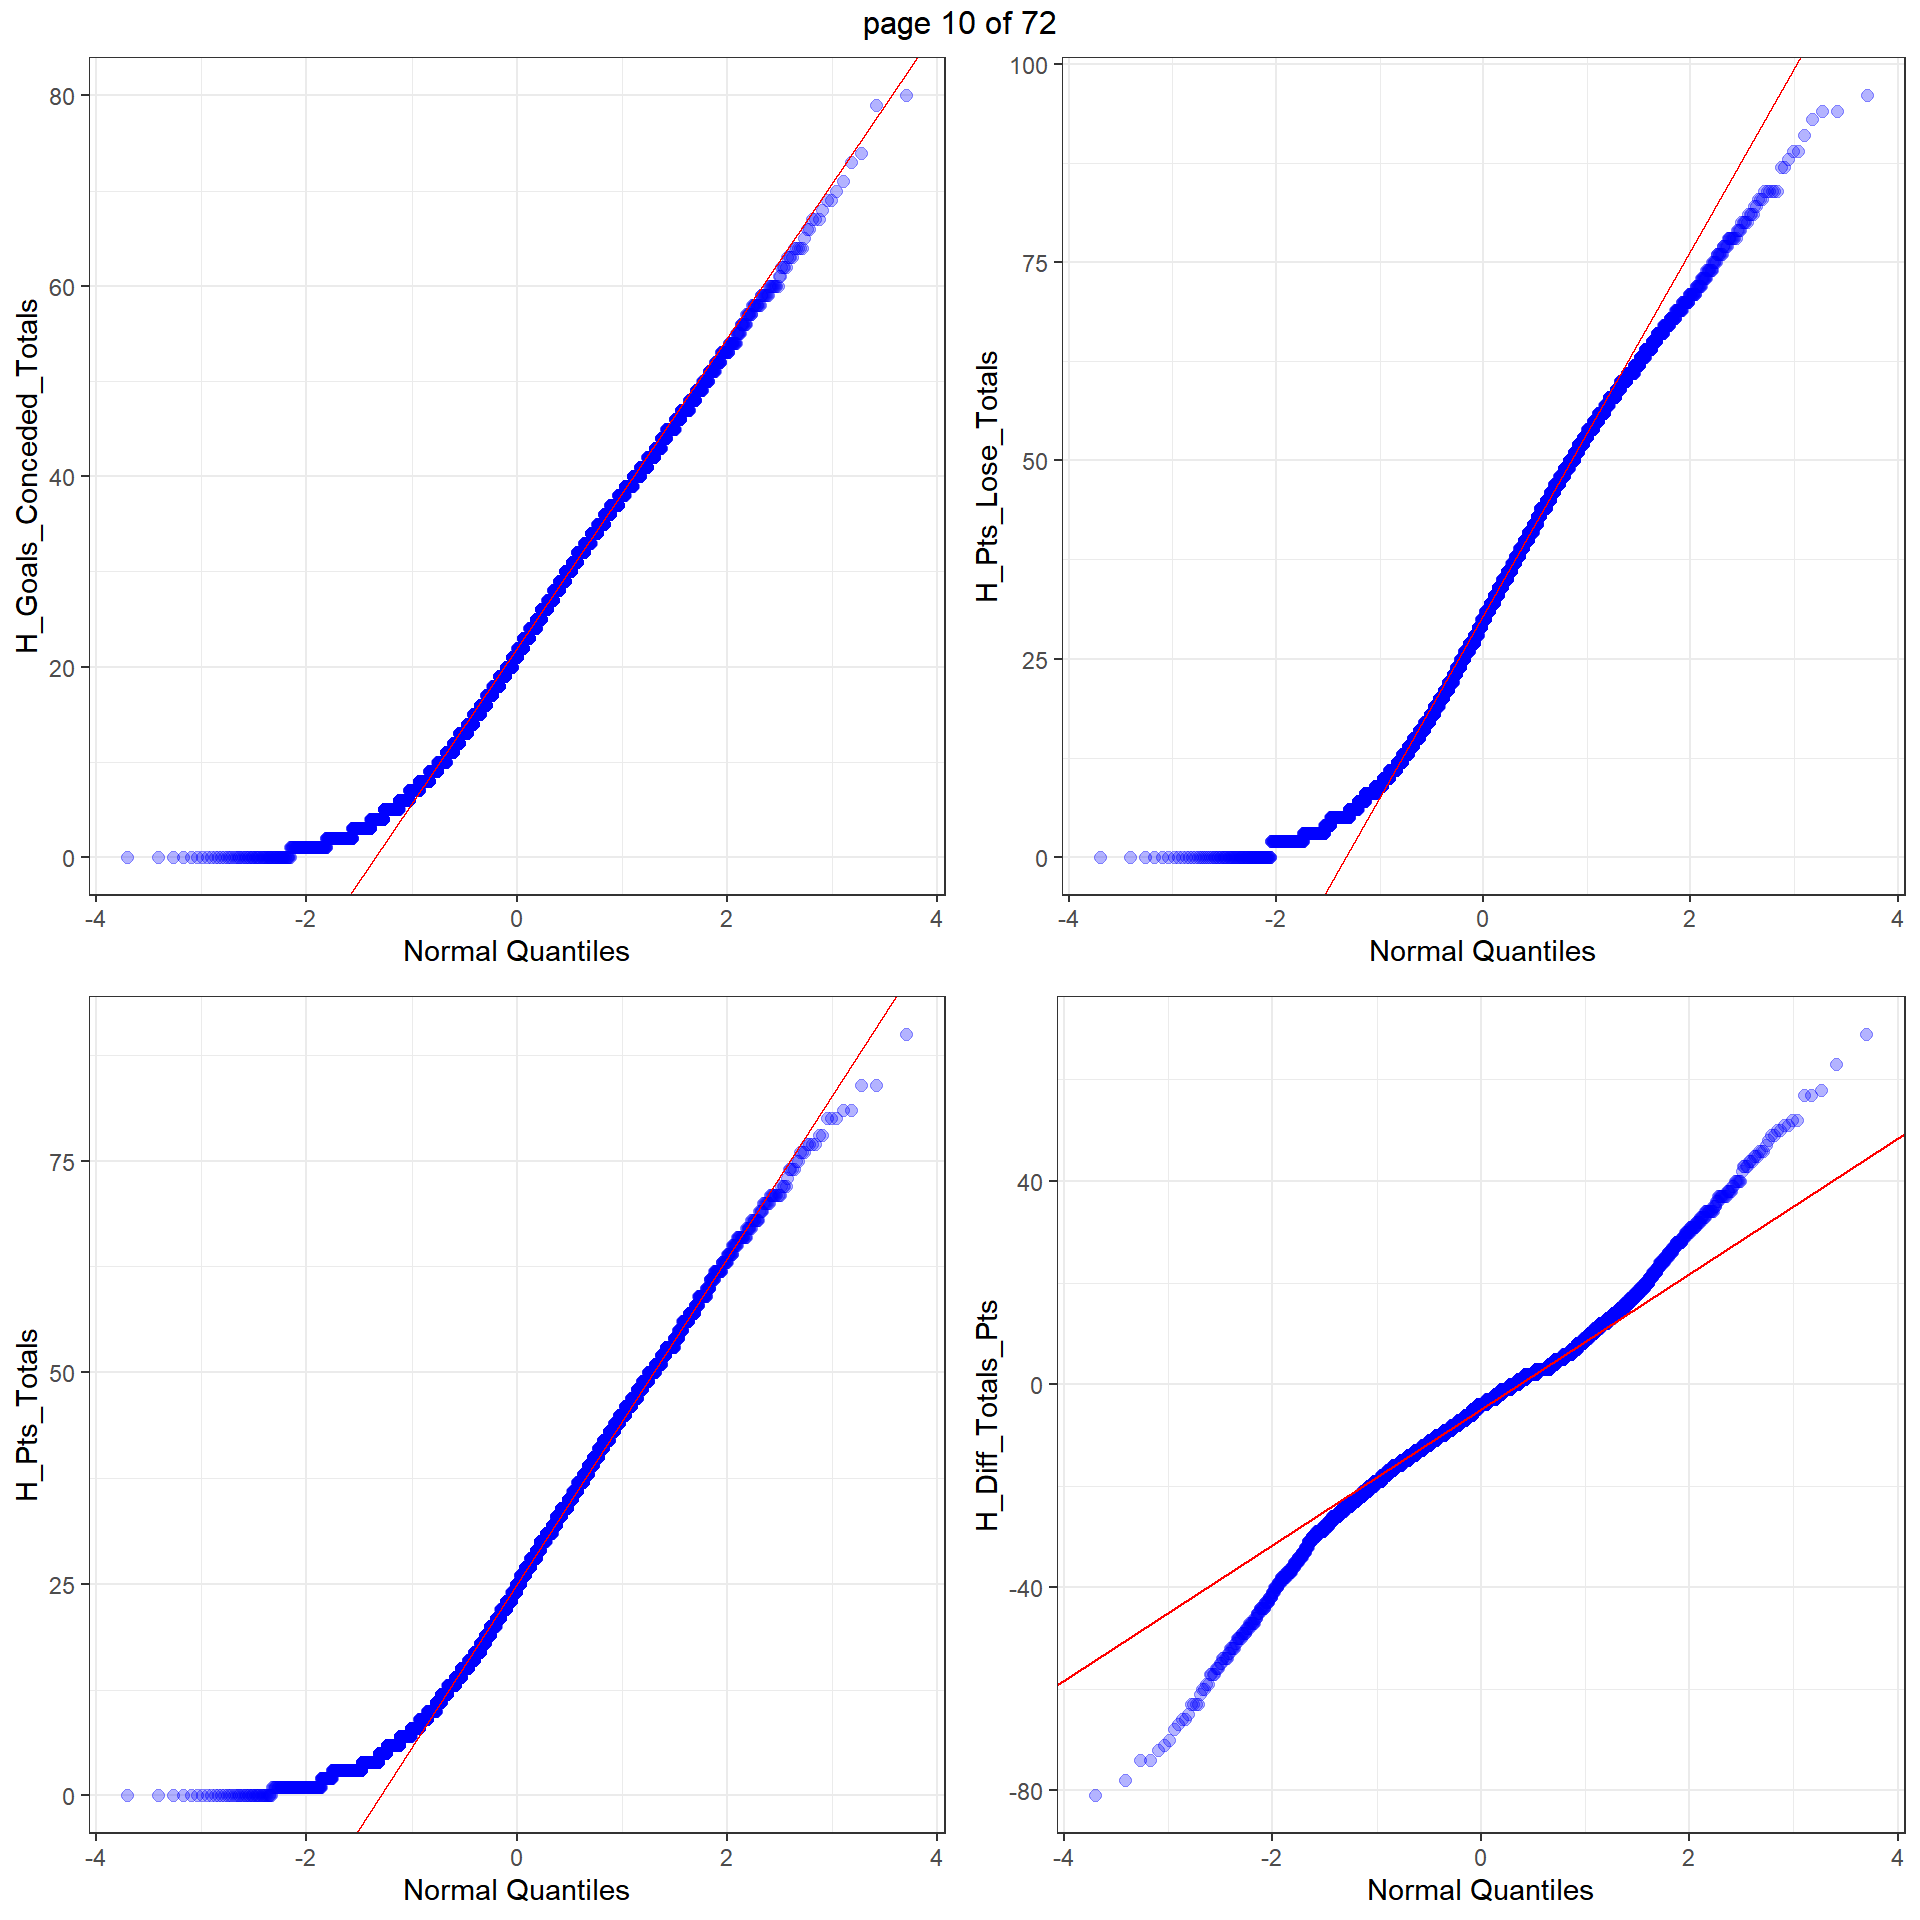 page 10 of 72
H_Goals_Conceded_Totals
80
60
40
20
0
-4 -2 0 2 4
Normal Quantiles
H_Pts_Lose_Totals
100
75
50
25
0
-4 -2 0 2 4
Normal Quantiles
H_Pts_Totals
75
50
25
0
-4 -2 0 2 4
Normal Quantiles
H_Diff_Totals_Pts
40
0
-40
-80
-4 -2 0 2 4
Normal Quantiles